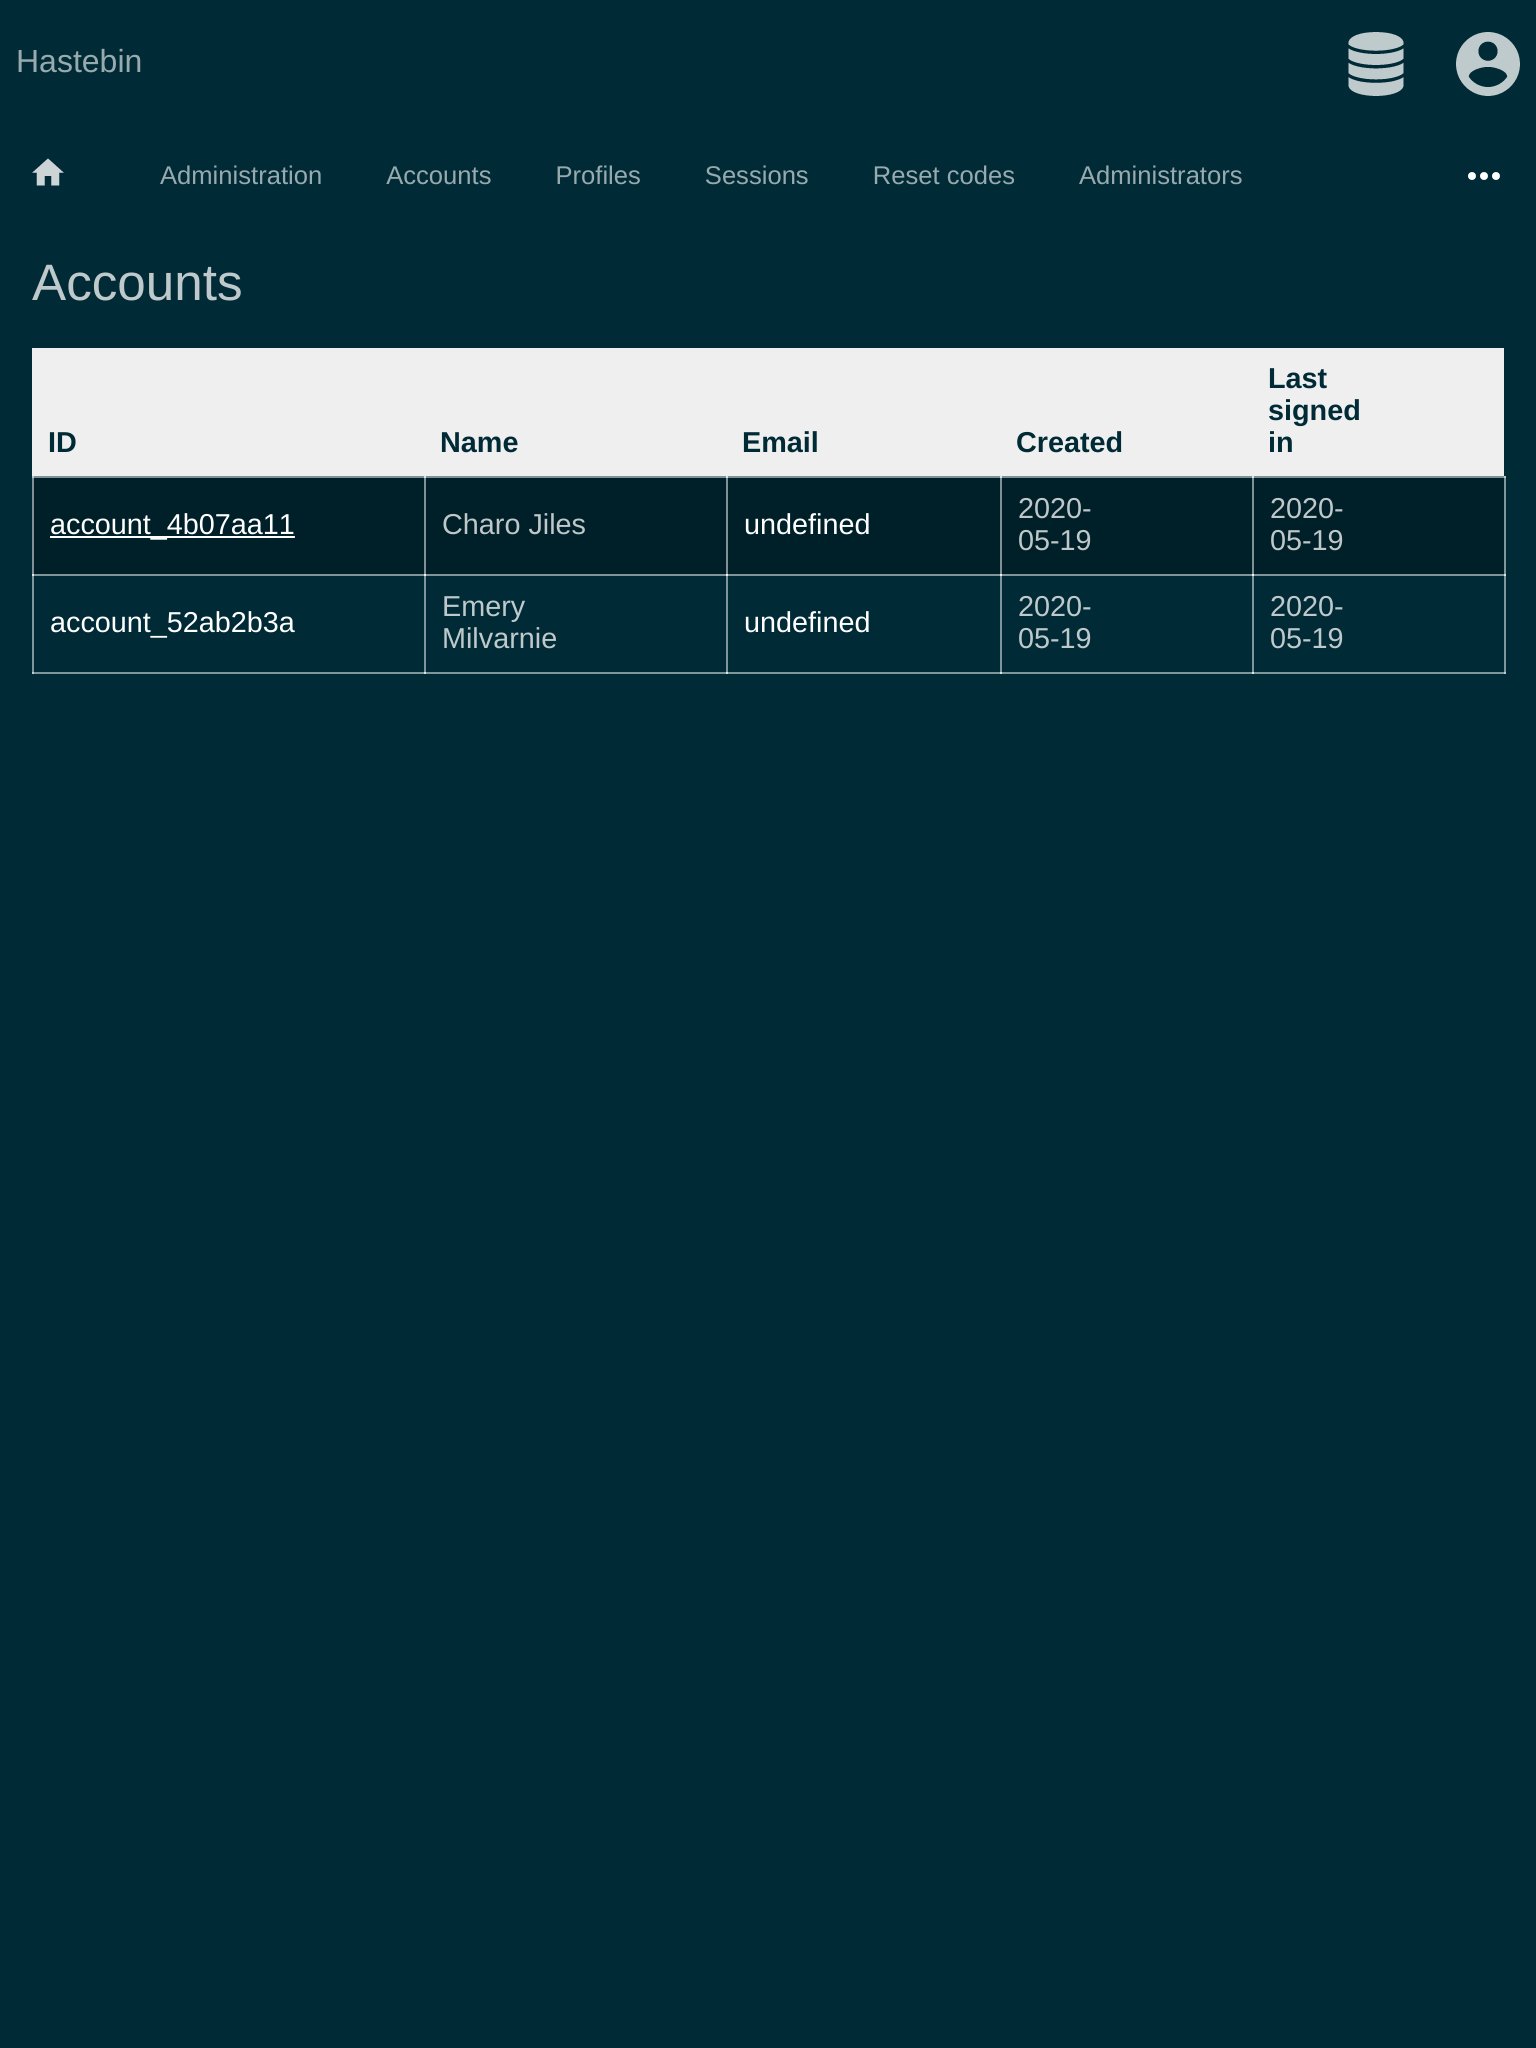 Hastebin
Administration Accounts Profiles Sessions Reset codes Administrators
Accounts
ID Name Email Created Last signed in
account_4b07aa11 Charo Jiles undefined 2020-05-19 2020-05-19
account_52ab2b3a Emery Milvarnie undefined 2020-05-19 2020-05-19